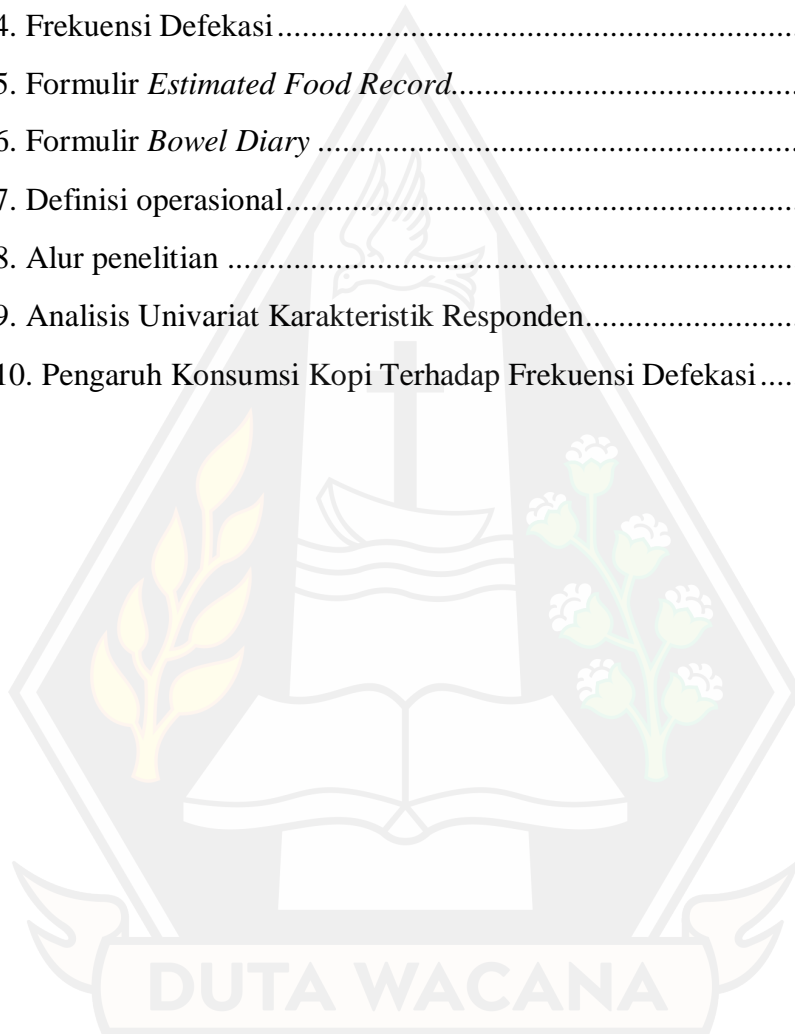 4. Frekuensi Defekasi..........................................................................
5. Formulir Estimated Food Record..................................................
6. Formulir Bowel Diary ....................................................................
7. Definisi operasional.........................................................................
8. Alur penelitian .................................................................................
9. Analisis Univariat Karakteristik Responden..............................
10. Pengaruh Konsumsi Kopi Terhadap Frekuensi Defekasi....
DUTA WACANA